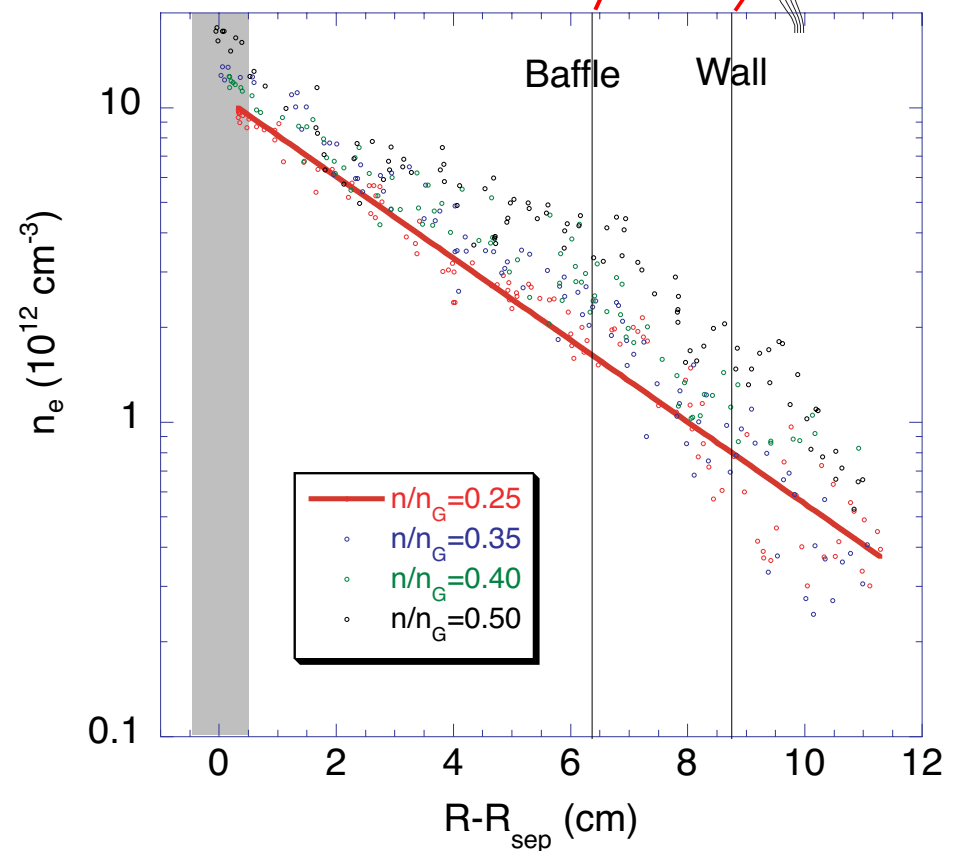 Baffle
Wall
10
1
0.1
n_e (10^12 cm^-3)
n/n_G=0.25
n/n_G=0.35
n/n_G=0.40
n/n_G=0.50
0 2 4 6 8 10 12
R-R_sep (cm)